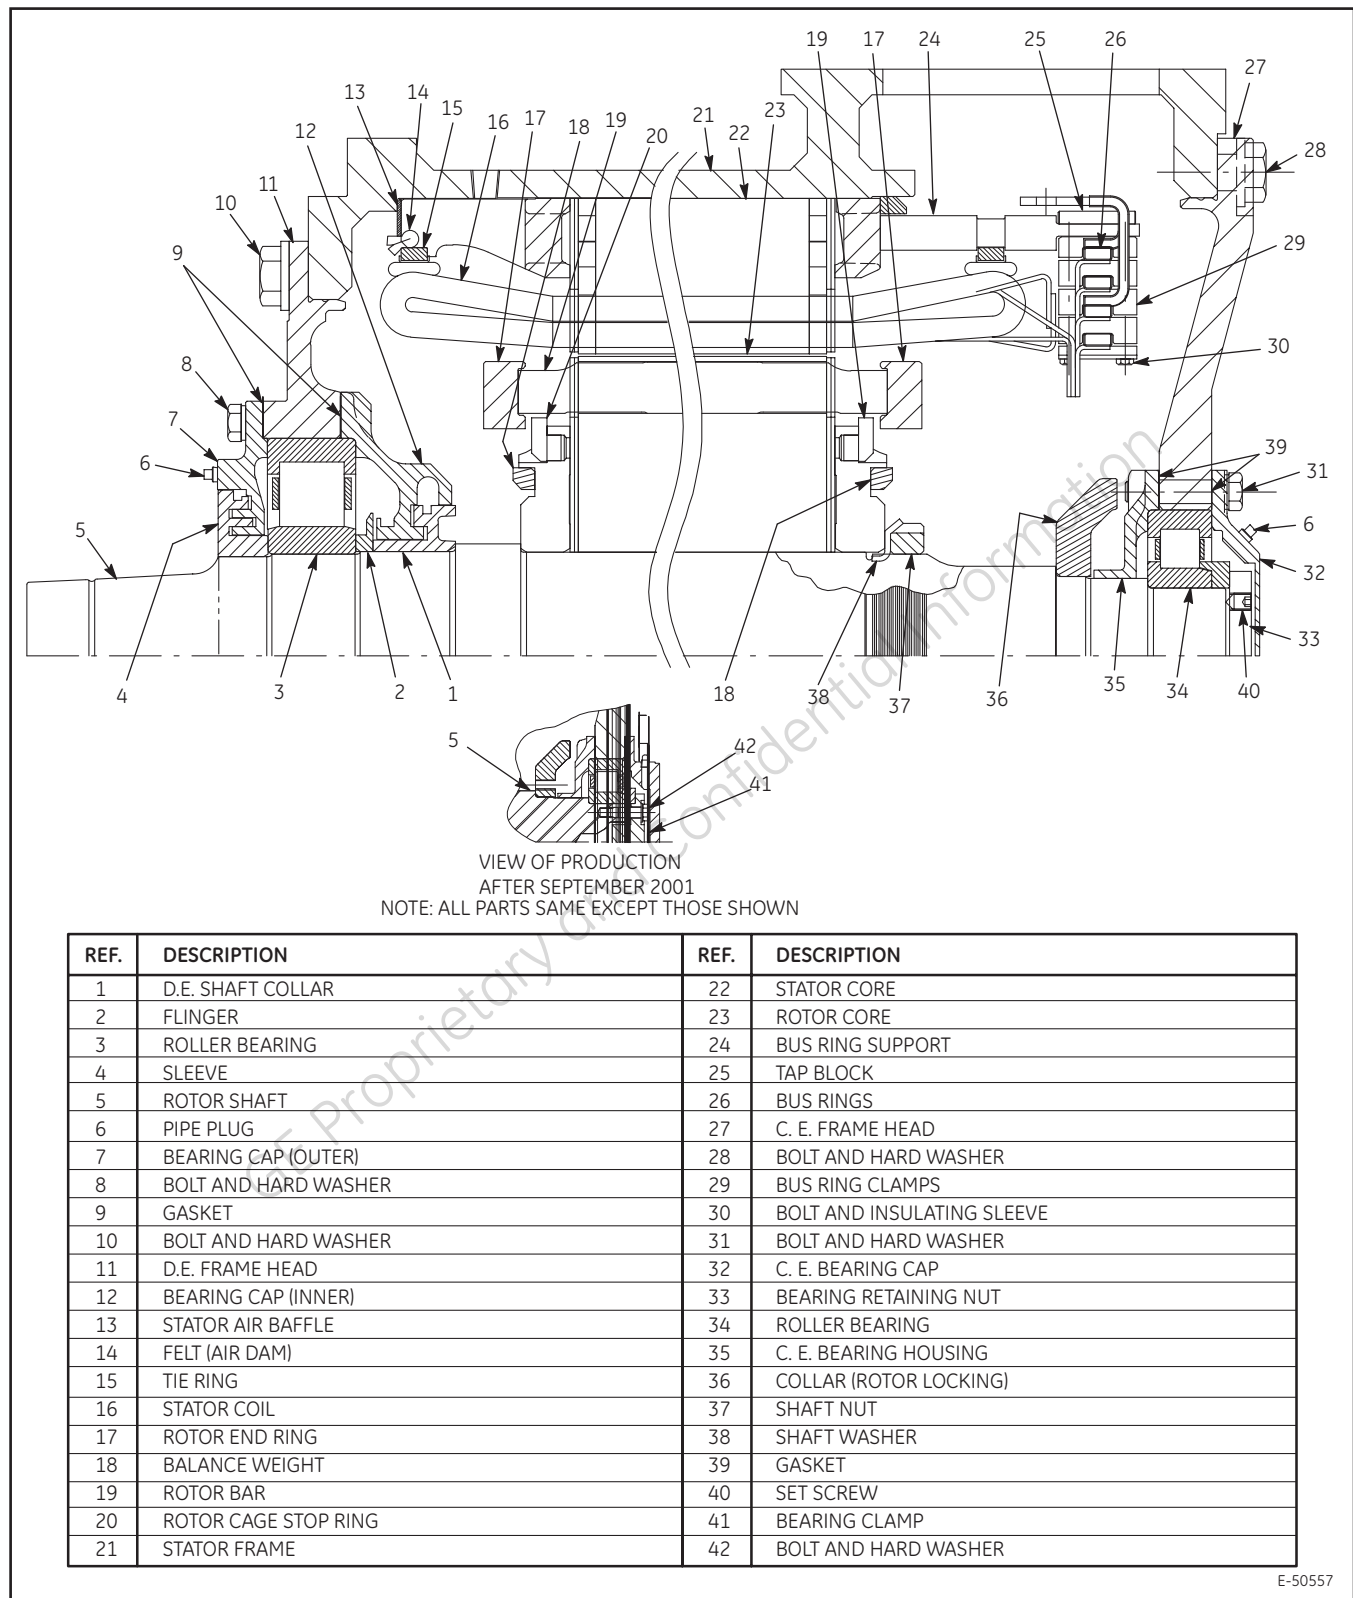 19 17 24 25 26 27
13 14 15 16 17 18 19 20 21 22 23
12
11
10
9
8
7
6
5
28
29
30
39
31
6
32
33
4 3 2 1 18 38 37 36 35 34 40
5
42
41
VIEW OF PRODUCTION
AFTER SEPTEMBER 2001
NOTE: ALL PARTS SAME EXCEPT THOSE SHOWN
GE Proprietary and Confidential Information
REF. DESCRIPTION REF. DESCRIPTION
1 D.E. SHAFT COLLAR 22 STATOR CORE
2 FLINGER 23 ROTOR CORE
3 ROLLER BEARING 24 BUS RING SUPPORT
4 SLEEVE 25 TAP BLOCK
5 ROTOR SHAFT 26 BUS RINGS
6 PIPE PLUG 27 C. E. FRAME HEAD
7 BEARING CAP (OUTER) 28 BOLT AND HARD WASHER
8 BOLT AND HARD WASHER 29 BUS RING CLAMPS
9 GASKET 30 BOLT AND INSULATING SLEEVE
10 BOLT AND HARD WASHER 31 BOLT AND HARD WASHER
11 D.E. FRAME HEAD 32 C. E. BEARING CAP
12 BEARING CAP (INNER) 33 BEARING RETAINING NUT
13 STATOR AIR BAFFLE 34 ROLLER BEARING
14 FELT (AIR DAM) 35 C. E. BEARING HOUSING
15 TIE RING 36 COLLAR (ROTOR LOCKING)
16 STATOR COIL 37 SHAFT NUT
17 ROTOR END RING 38 SHAFT WASHER
18 BALANCE WEIGHT 39 GASKET
19 ROTOR BAR 40 SET SCREW
20 ROTOR CAGE STOP RING 41 BEARING CLAMP
21 STATOR FRAME 42 BOLT AND HARD WASHER
E-50557